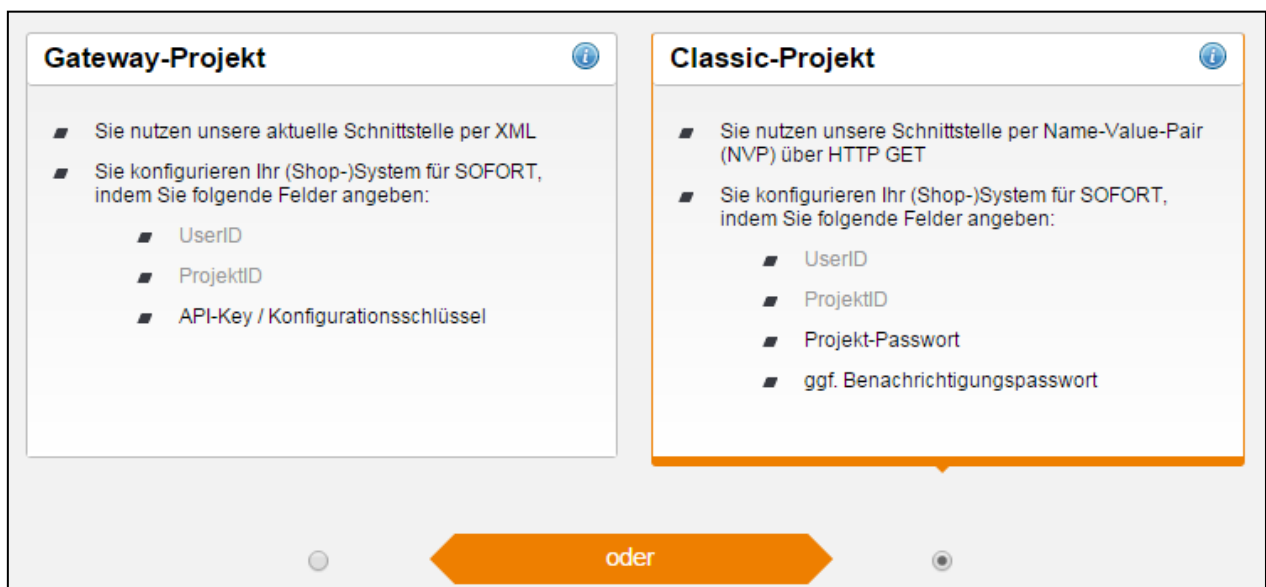 Gateway-Projekt
Sie nutzen unsere aktuelle Schnittstelle per XML
Sie konfigurieren Ihr (Shop-)System für SOFORT,
indem Sie folgende Felder angeben:
UserID
ProjektID
API-Key / Konfigurationsschlüssel
Classic-Projekt
Sie nutzen unsere Schnittstelle per Name-Value-Pair
(NVP) über HTTP GET
Sie konfigurieren Ihr (Shop-)System für SOFORT,
indem Sie folgende Felder angeben:
UserID
ProjektID
Projekt-Passwort
ggf. Benachrichtigungspasswort
oder